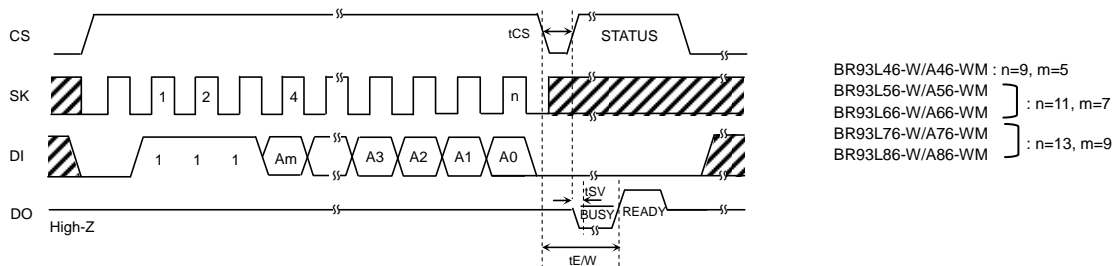 CS
tCS
STATUS
SK
1
2
4
n
DI
1
1
1
Am
A3
A2
A1
A0
tSV
DO
BUSY
READY
High-Z
tE/W
BR93L46-W/A46-WM : n=9, m=5
BR93L56-W/A56-WM
BR93L66-W/A66-WM
: n=11, m=7
BR93L76-W/A76-WM
BR93L86-W/A86-WM
: n=13, m=9